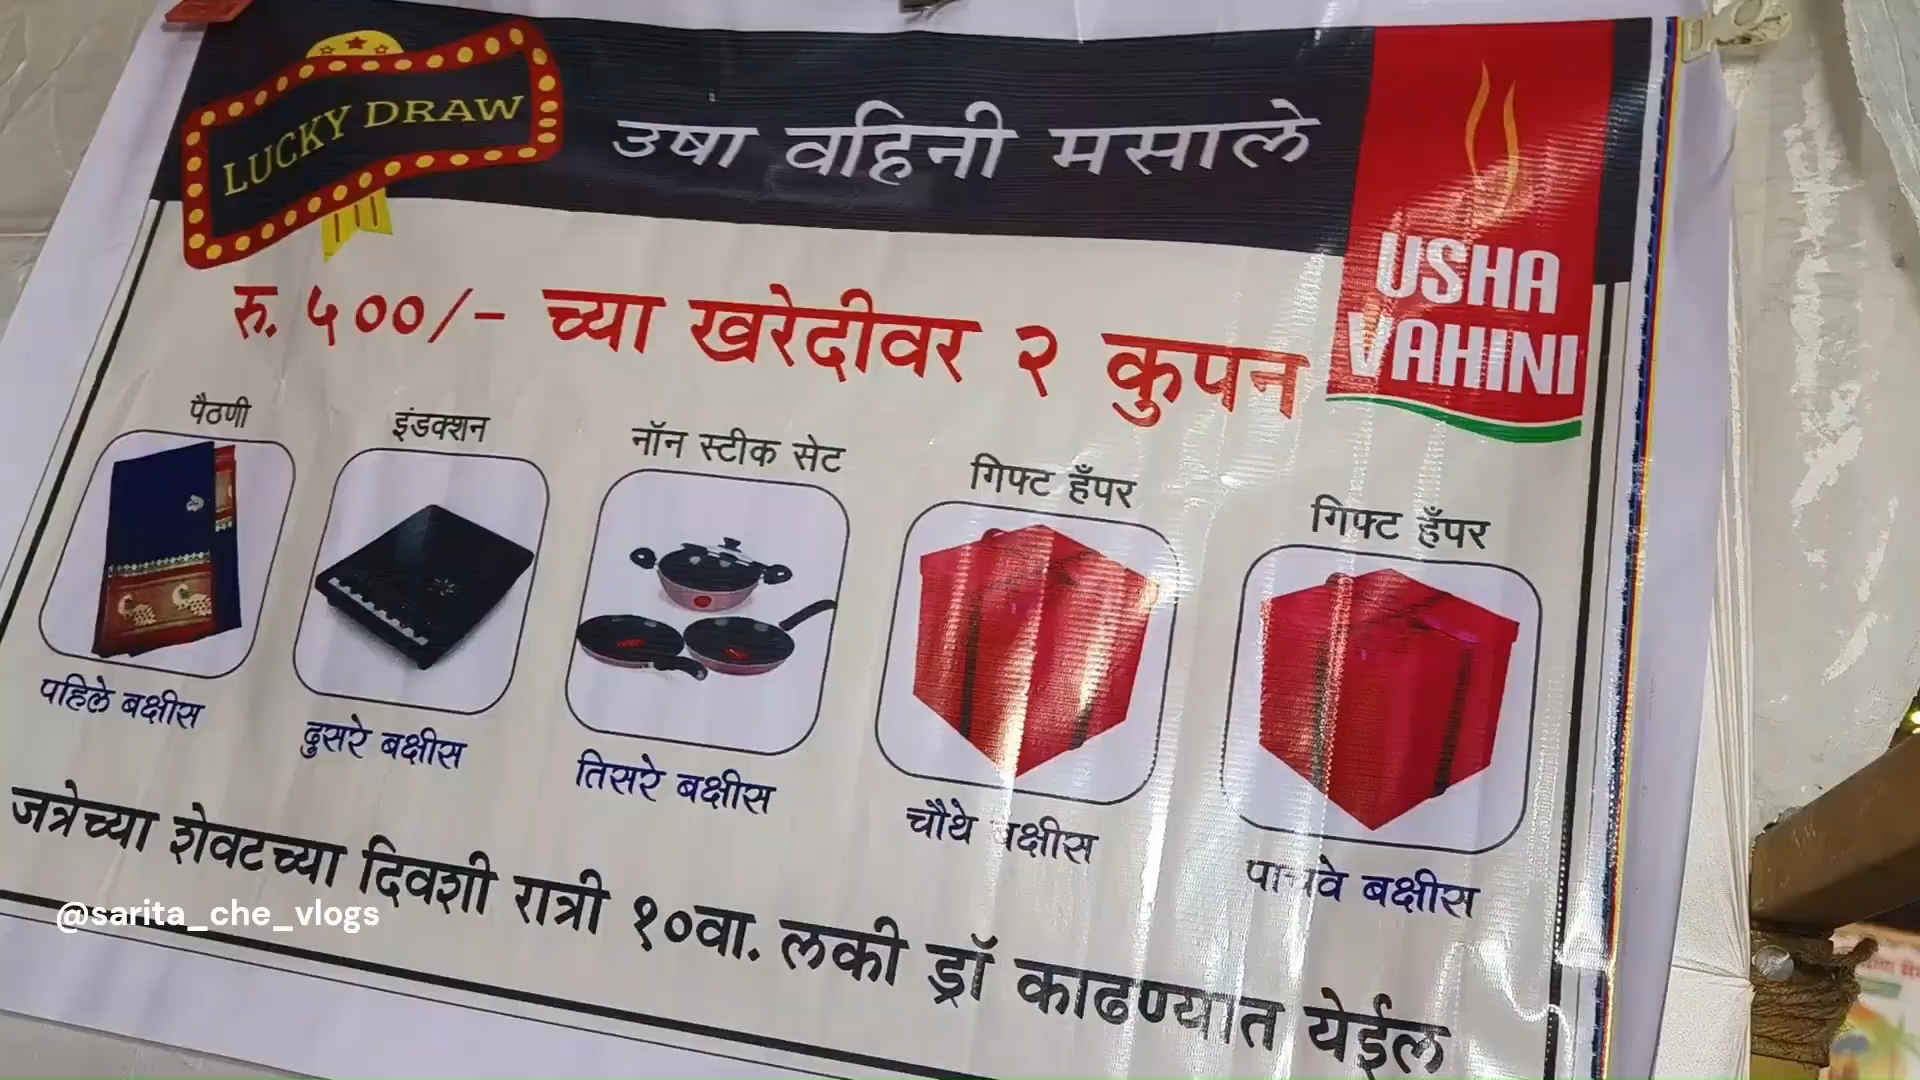 LUCKY DRAW
उषा वहिनी मसाले
USHA
VAHINI
रु. ५००/- च्या खरेदीवर २ कुपन
पैठणी
इंडक्शन
नॉन स्टीक सेट
गिफ्ट हँपर
गिफ्ट हँपर
पहिले बक्षीस
दुसरे बक्षीस
तिसरे बक्षीस
चौथे बक्षीस
पाचवे बक्षीस
जत्रेच्या शेवटच्या दिवशी रात्री १०वा. लकी ड्रॉ काढण्यात येईल
@sarita_che_vlogs